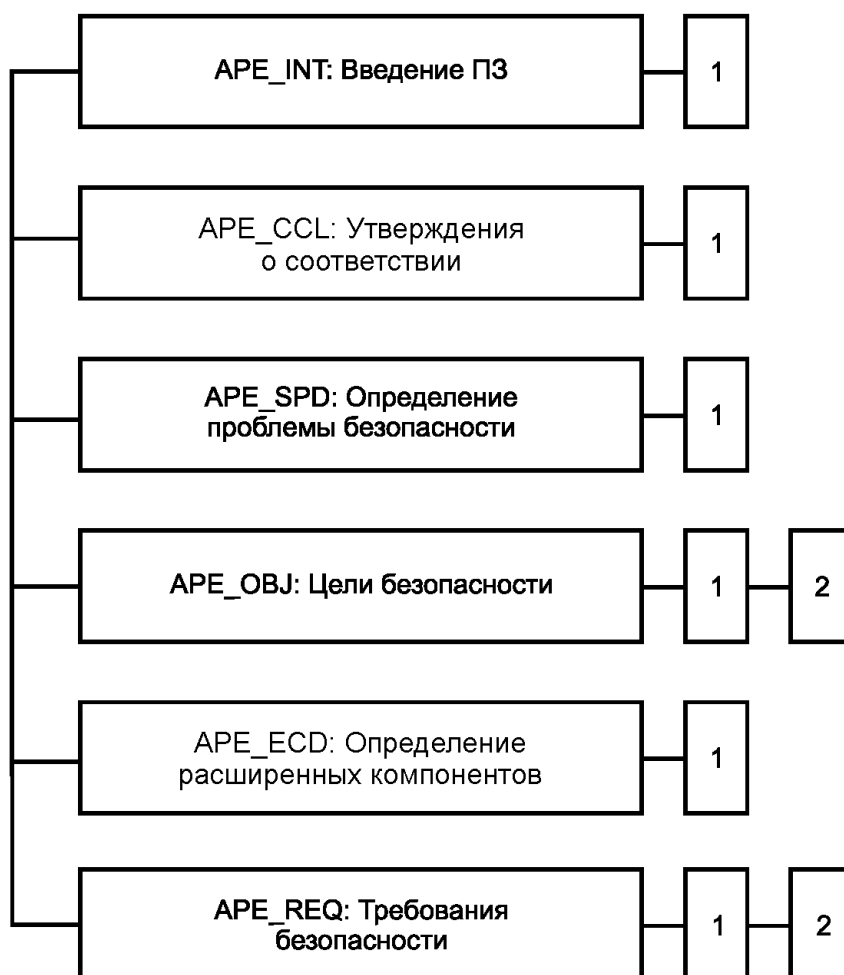 APE_INT: Введение ПЗ
1
APE_CCL: Утверждения
о соответствии
1
APE_SPD: Определение
проблемы безопасности
1
APE_OBJ: Цели безопасности
1
2
APE_ECD: Определение
расширенных компонентов
1
APE_REQ: Требования
безопасности
1
2